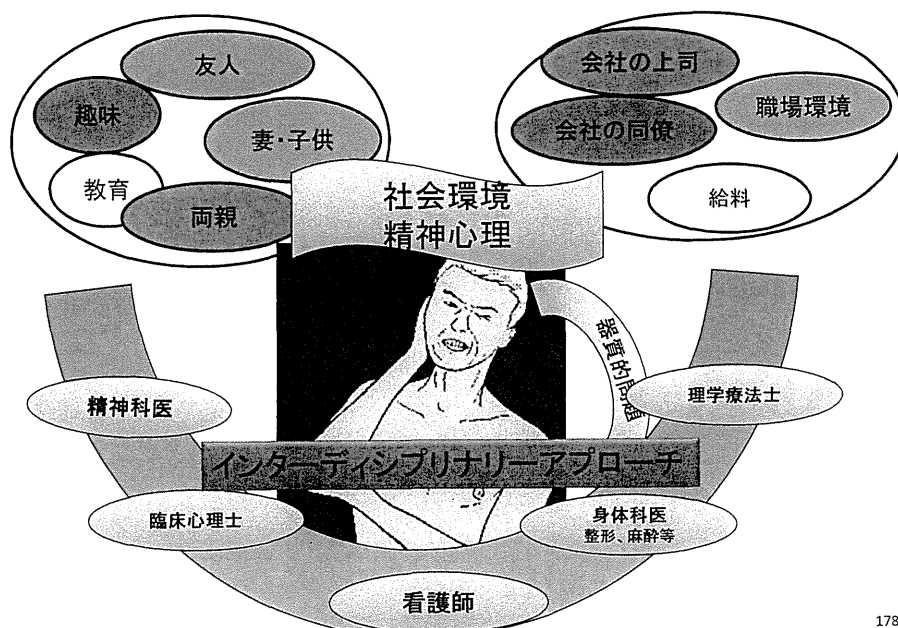 友人
趣味
妻・子供
教育
両親
会社の上司
会社の同僚
職場環境
給料
社会環境
精神心理
器質的問題
精神科医
理学療法士
インターディシプリナリーアプローチ
臨床心理士
身体科医
整形、麻酔等
看護師
178